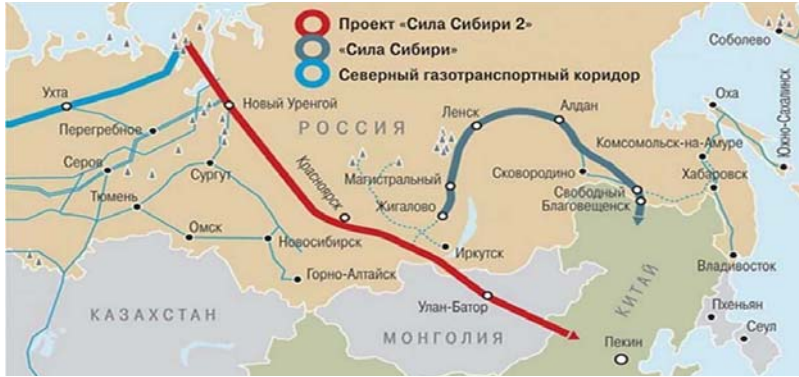 Проект «Сила Сибири 2»
«Сила Сибири»
Северный газотранспортный коридор
Соболево
Ухта
Новый Уренгой
Ленск
Алдан
Оха
Южно-Сахалинск
Перегребное
РОССИЯ
Комсомольск-на-Амуре
Серов
Сургут
Красноярск
Магистральный
Сковородино
Хабаровск
Тюмень
Жигалово
Свободный
Благовещенск
Омск
Новосибирск
Иркутск
Горно-Алтайск
Владивосток
КАЗАХСТАН
Улан-Батор
КИТАЙ
Пхеньян
МОНГОЛИЯ
Пекин
Сеул